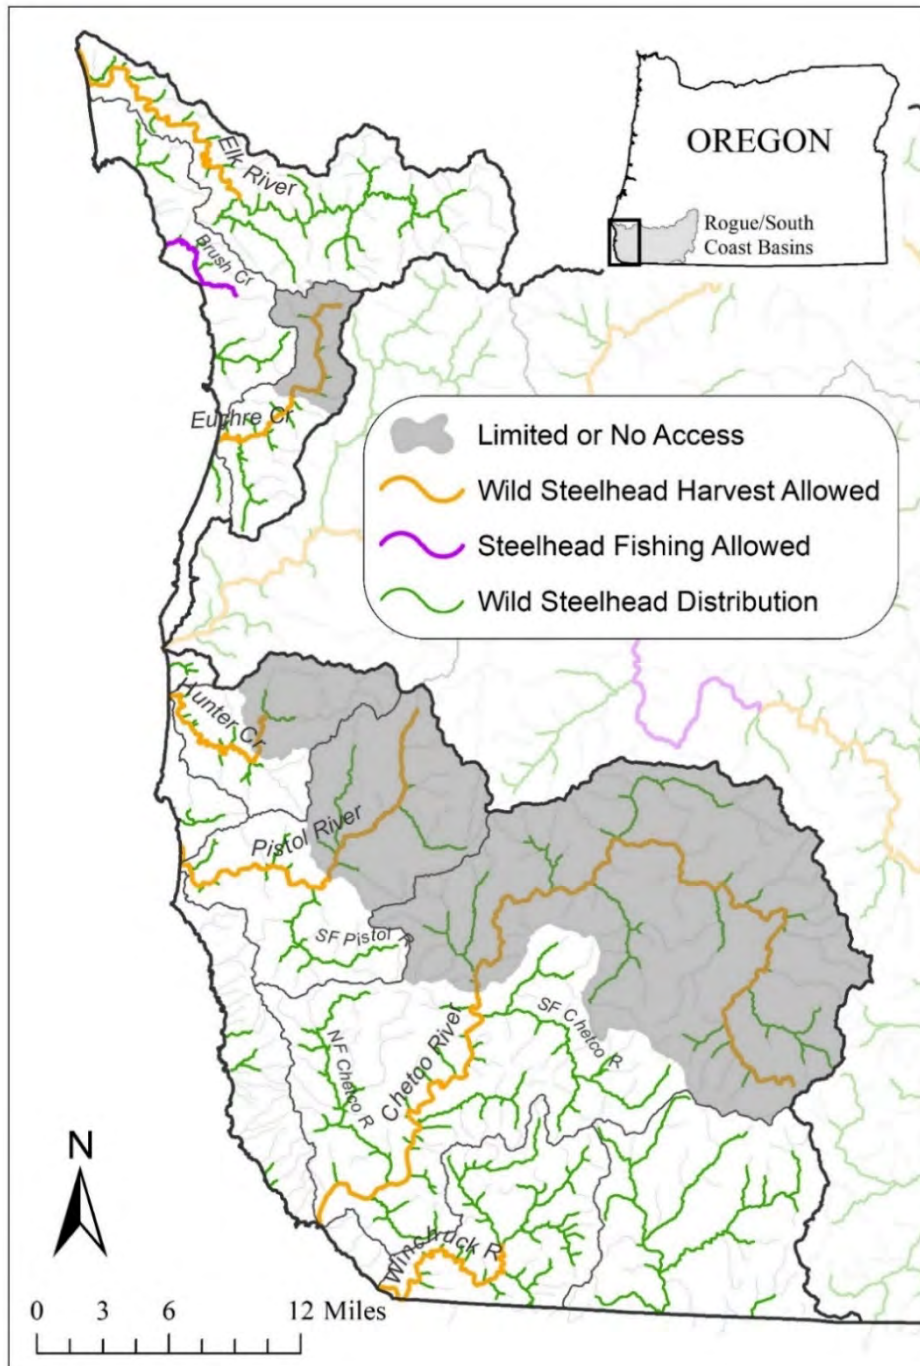 Elk River
OREGON
Rogue/South
Coast Basins
Brush Cr
Euchre Cr
Limited or No Access
Wild Steelhead Harvest Allowed
Steelhead Fishing Allowed
Wild Steelhead Distribution
Hunter Cr
Pistol River
SF Pistol R
Chetco River
SF Chetco R
NF Chetco R
Winchuck R
N
0 3 6 12 Miles